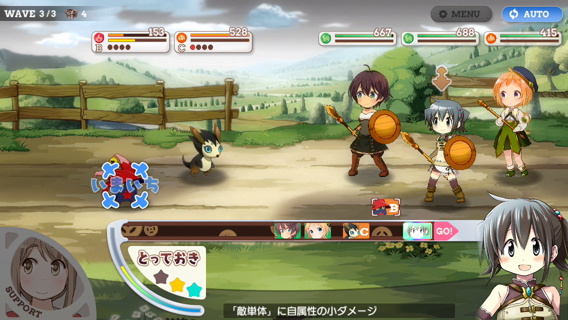 WAVE 3/3 4
MENU
AUTO
153
528
667
688
415
B
C
いまいち
B
C
GO!
とっておき
SUPPORT
「敵単体」に自属性の小ダメージ